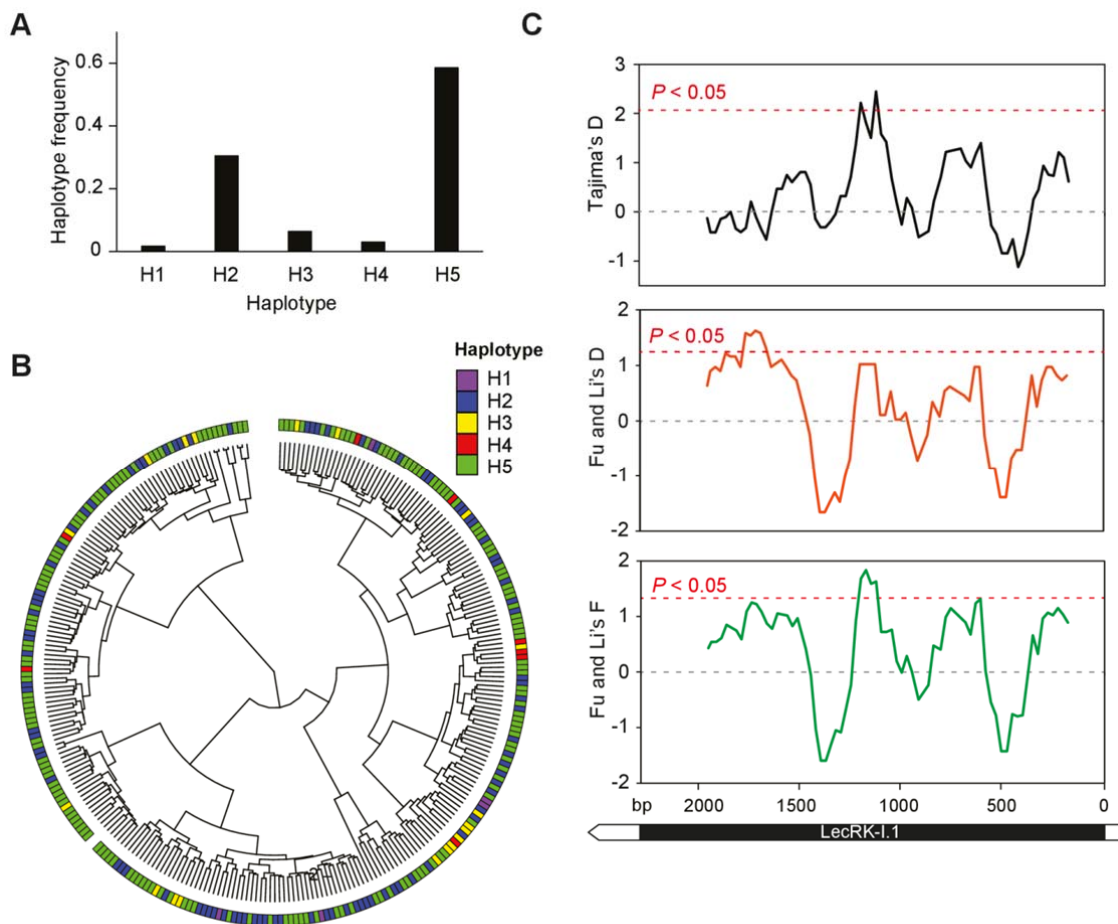 A
Haplotype frequency
0.6
0.4
0.2
0
H1 H2 H3 H4 H5
Haplotype
B
Haplotype
H1
H2
H3
H4
H5
C
Tajima's D
3
2
1
0
-1
P < 0.05
Fu and Li's D
2
1
0
-1
-2
P < 0.05
Fu and Li's F
2
1
0
-1
-2
P < 0.05
bp 2000 1500 1000 500 0
LecRK-I.1